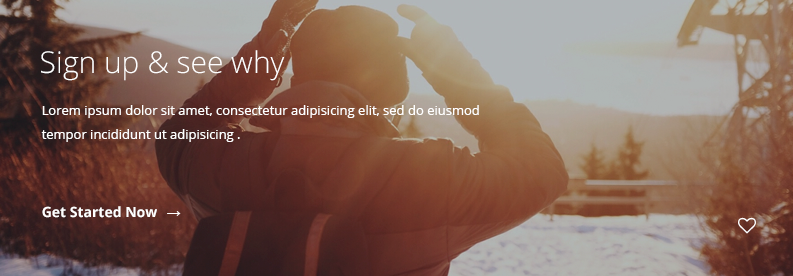 Sign up & see why
Lorem ipsum dolor sit amet, consectetur adipisicing elit, sed do eiusmod
tempor incididunt ut adipisicing .
Get Started Now →